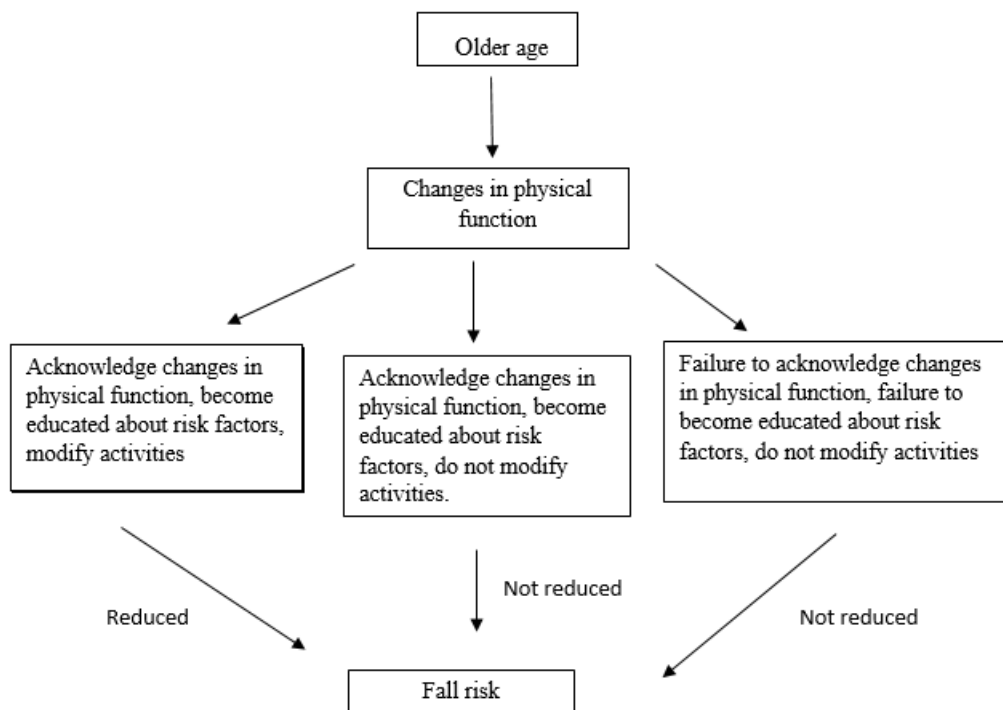 Older age
Changes in physical
function
Acknowledge changes in
physical function, become
educated about risk factors,
modify activities
Acknowledge changes in
physical function, become
educated about risk
factors, do not modify
activities.
Failure to acknowledge changes
in physical function, failure to
become educated about risk
factors, do not modify activities
Reduced
Not reduced
Not reduced
Fall risk